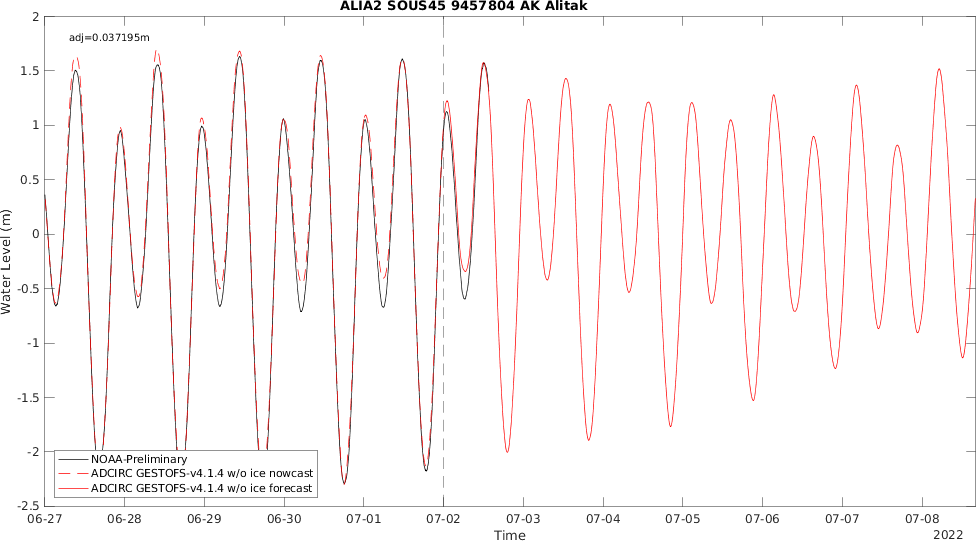 ALIA2 SOUS45 9457804 AK Alitak
adj=0.037195m
2
1.5
1
0.5
0
-0.5
-1
-1.5
-2
-2.5
Water Level (m)
NOAA-Preliminary
ADCIRC GESTOFS-v4.1.4 w/o ice nowcast
ADCIRC GESTOFS-v4.1.4 w/o ice forecast
06-27 06-28 06-29 06-30 07-01 07-02 07-03 07-04 07-05 07-06 07-07 07-08
Time
2022